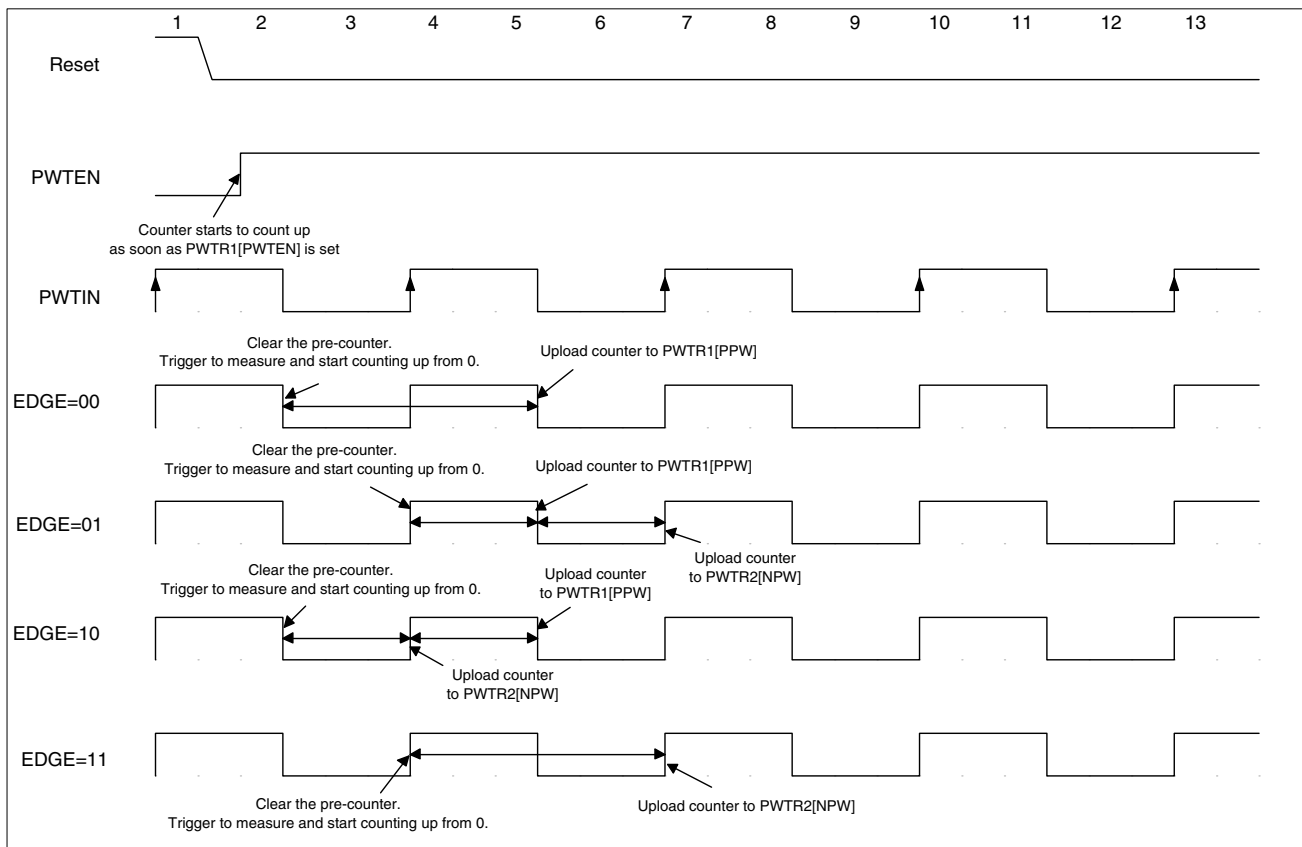 1 2 3 4 5 6 7 8 9 10 11 12 13
Reset
PWTEN
Counter starts to count up
as soon as PWTR1[PWTEN] is set
PWTIN
Clear the pre-counter.
Trigger to measure and start counting up from 0.
Upload counter to PWTR1[PPW]
EDGE=00
Clear the pre-counter.
Trigger to measure and start counting up from 0.
Upload counter to PWTR1[PPW]
EDGE=01
Upload counter
to PWTR2[NPW]
Clear the pre-counter.
Trigger to measure and start counting up from 0.
Upload counter
to PWTR1[PPW]
EDGE=10
Upload counter
to PWTR2[NPW]
EDGE=11
Clear the pre-counter.
Trigger to measure and start counting up from 0.
Upload counter to PWTR2[NPW]